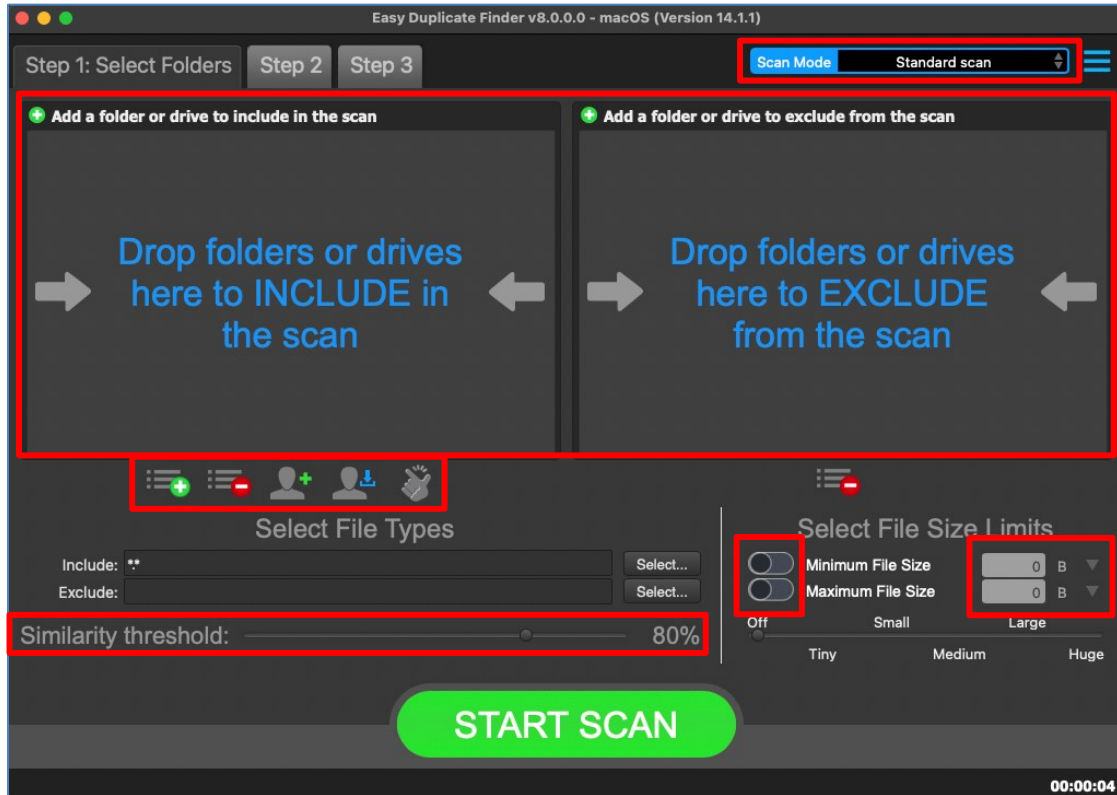 Easy Duplicate Finder v8.0.0.0 - macOS (Version 14.1.1)
Step 1: Select Folders
Step 2
Step 3
Scan Mode
Standard scan
Add a folder or drive to include in the scan
Add a folder or drive to exclude from the scan
Drop folders or drives
here to INCLUDE in
the scan
Drop folders or drives
here to EXCLUDE
from the scan
Select File Types
Include: *.*
Select...
Exclude:
Select...
Similarity threshold:
80%
Select File Size Limits
Minimum File Size
0 B
Maximum File Size
0 B
Off
Small
Large
Tiny
Medium
Huge
START SCAN
00:00:04